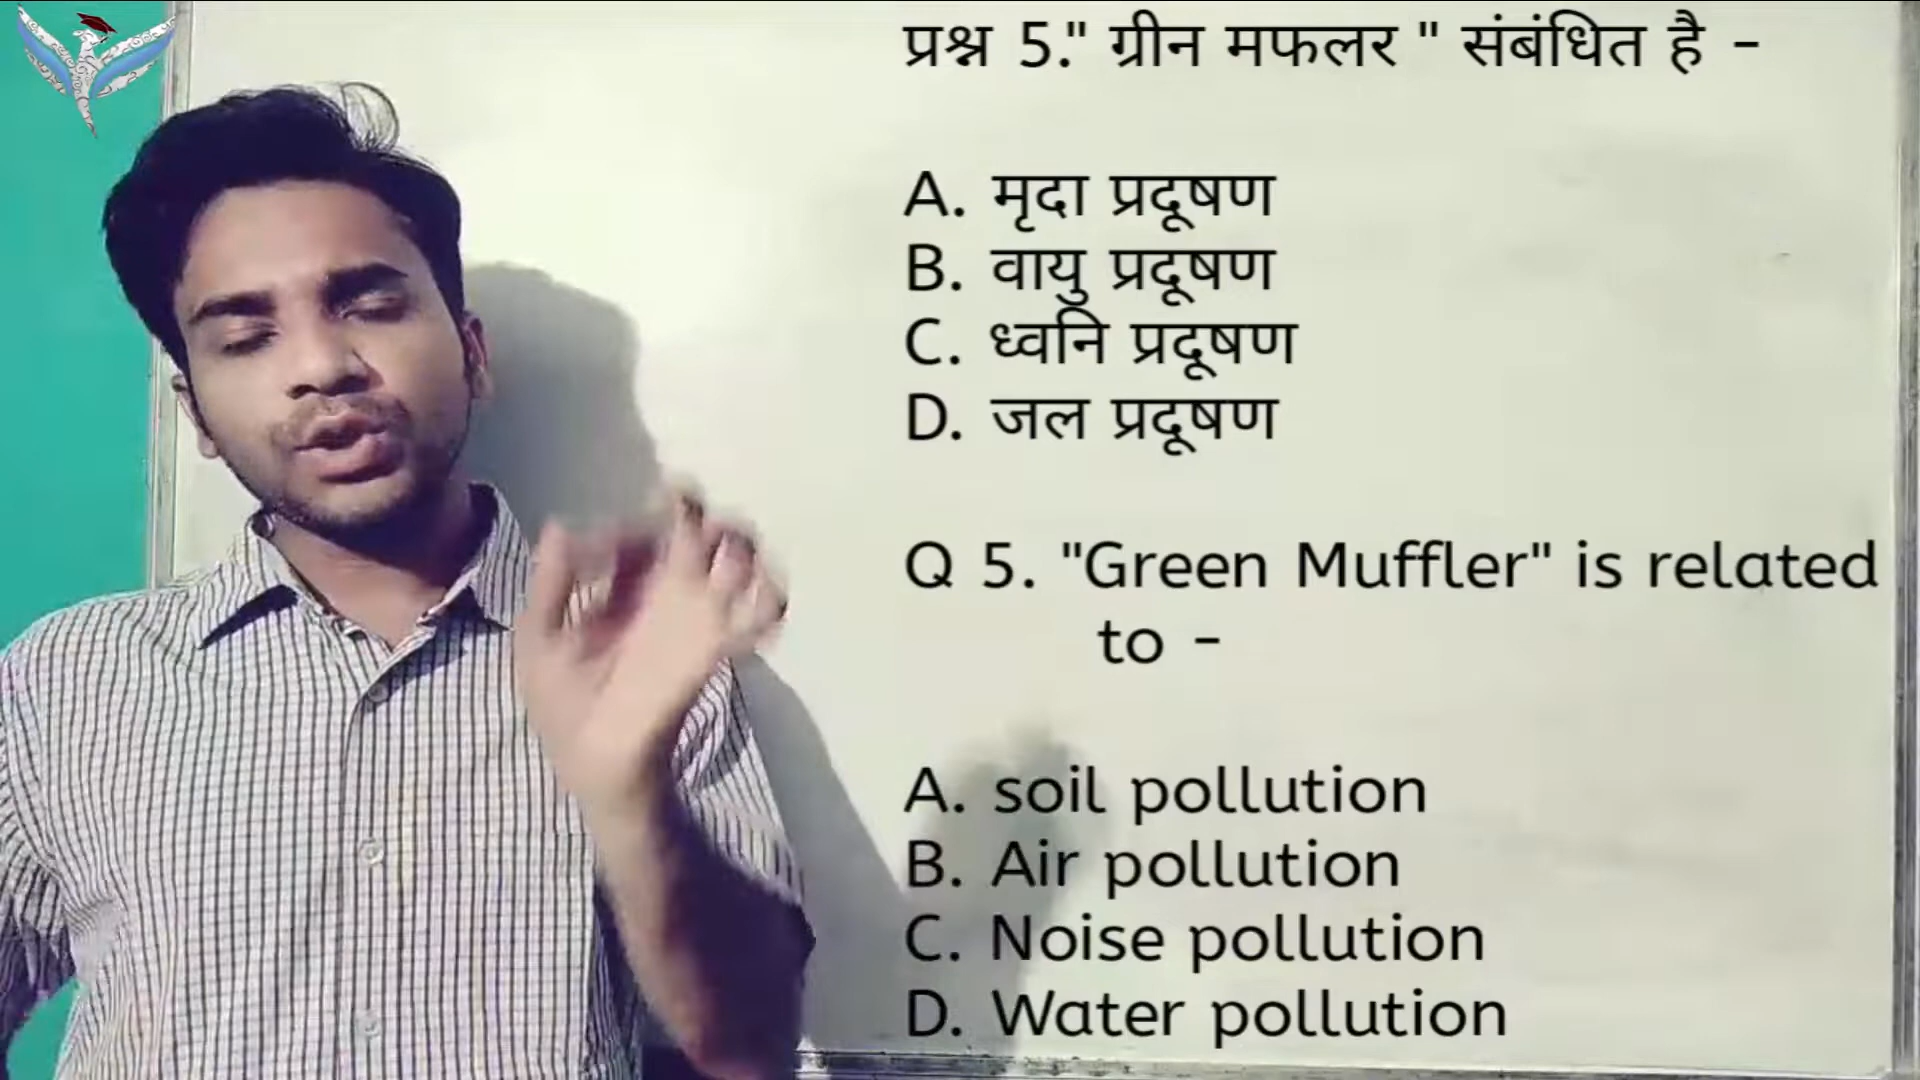 प्रश्न 5." ग्रीन मफलर " संबंधित है -
A. मृदा प्रदूषण
B. वायु प्रदूषण
C. ध्वनि प्रदूषण
D. जल प्रदूषण
Q 5. "Green Muffler" is related
to -
A. soil pollution
B. Air pollution
C. Noise pollution
D. Water pollution